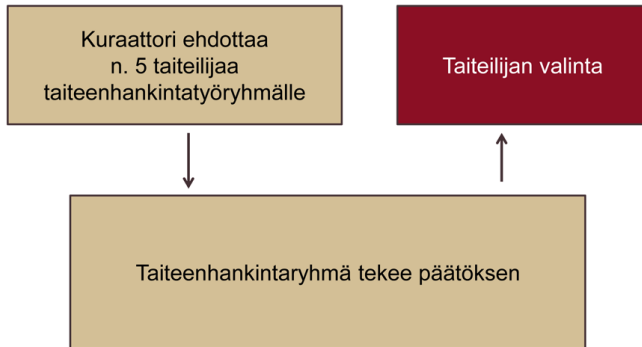 Kuraattori ehdottaa
n. 5 taiteilijaa
taiteenhankintatyöryhmälle
Taiteilijan valinta
Taiteenhankintaryhmä tekee päätöksen